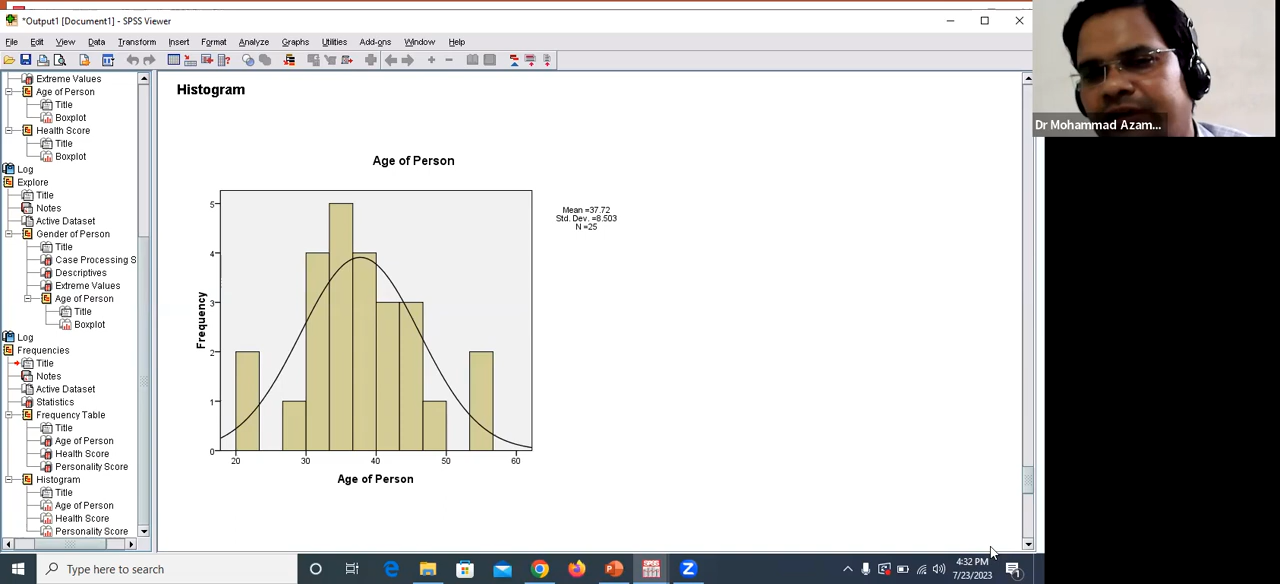 *Output1 [Document1] - SPSS Viewer
File Edit View Data Transform Insert Format Analyze Graphs Utilities Add-ons Window Help
Extreme Values
Age of Person
Title
Boxplot
Health Score
Title
Boxplot
Log
Explore
Title
Notes
Active Dataset
Gender of Person
Title
Case Processing S
Descriptives
Extreme Values
Age of Person
Title
Boxplot
Log
Frequencies
Title
Notes
Active Dataset
Statistics
Frequency Table
Title
Age of Person
Health Score
Personality Score
Histogram
Title
Age of Person
Health Score
Personality Score
Histogram
Age of Person
5
4
3
2
1
0
Frequency
20 30 40 50 60
Age of Person
Mean =37.72
Std. Dev. =8.503
N =25
Dr Mohammad Azam...
Type here to search
SPSS
4:32 PM
7/23/2023
1